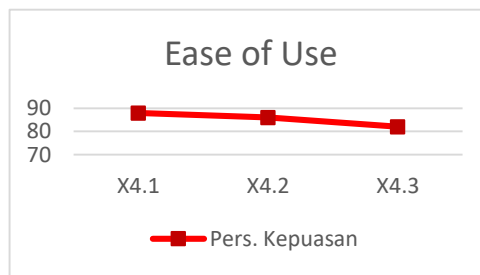 Ease of Use
90
80
70
X4.1 X4.2 X4.3
Pers. Kepuasan